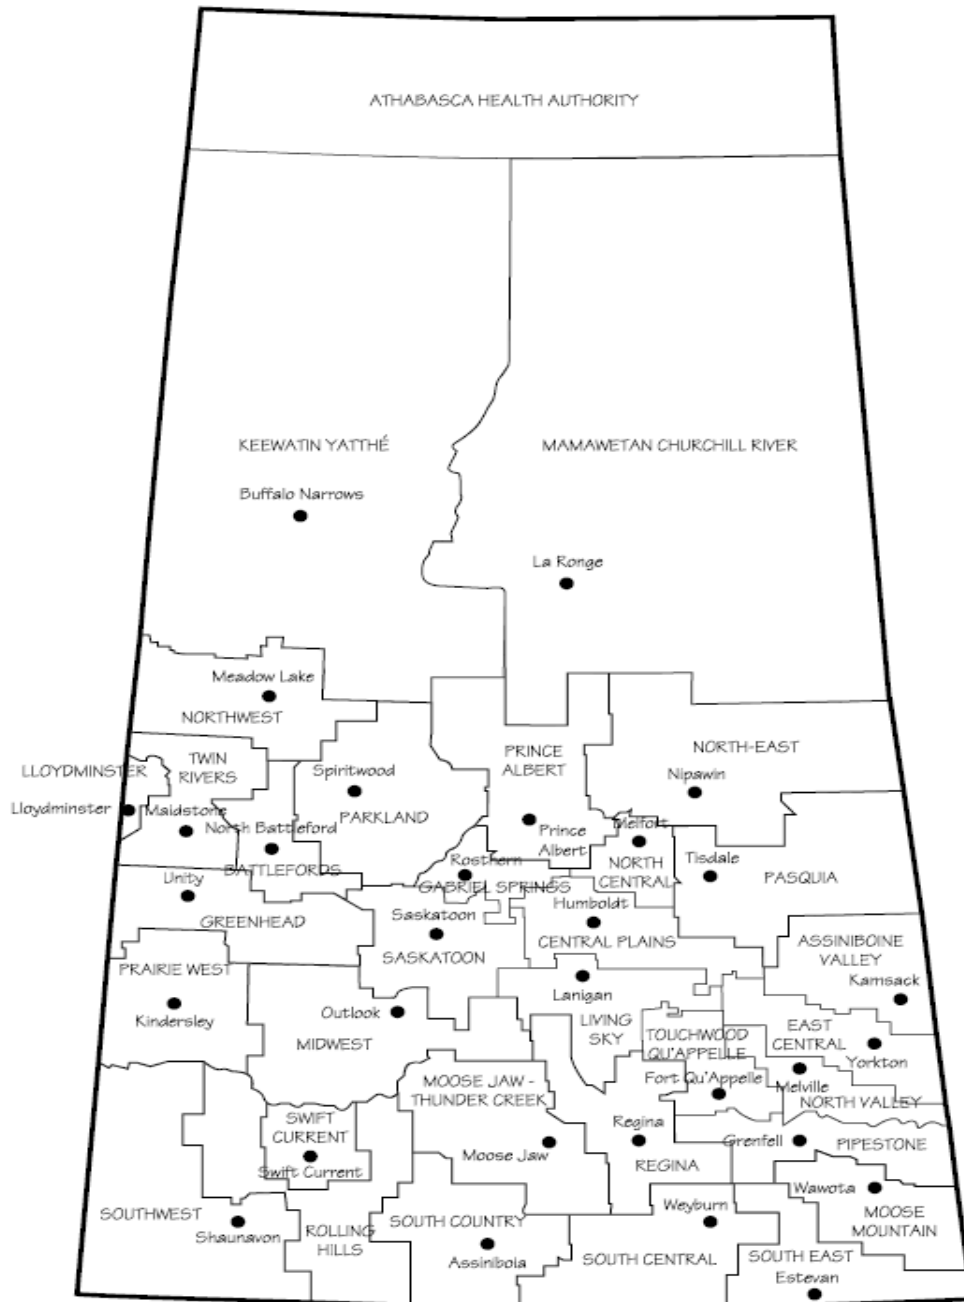 ATHABASCA HEALTH AUTHORITY
KEEWATIN YATTHÉ
MAMAWETAN CHURCHILL RIVER
Buffalo Narrows
La Ronge
Meadow Lake
NORTHWEST
LLOYDMINSTER
TWIN
RIVERS
Spiritwood
PRINCE
ALBERT
NORTH-EAST
Nipawin
Lloydminster
Maidstone
North Battleford
PARKLAND
Prince
Albert
Melfort
BATTLEFORDS
Unity
Rosthern
GABRIEL SPRINGS
NORTH
CENTRAL
Tisdale
PASQUIA
GREENHEAD
Saskatoon
SASKATOON
Humboldt
CENTRAL PLAINS
ASSINIBOINE
VALLEY
Kamsack
PRAIRIE WEST
Kindersley
Outlook
MIDWEST
Lanigan
LIVING
SKY
TOUCHWOOD
QU'APPELLE
Fort Qu'Appelle
EAST
CENTRAL
Yorkton
Melville
NORTH VALLEY
MOOSE JAW -
THUNDER CREEK
SWIFT
CURRENT
Swift Current
Moose Jaw
Regina
REGINA
Grenfell
PIPESTONE
Wawota
MOOSE
MOUNTAIN
SOUTHWEST
Shaunavon
ROLLING
HILLS
SOUTH COUNTRY
Assiniboia
Weyburn
SOUTH CENTRAL
SOUTH EAST
Estevan